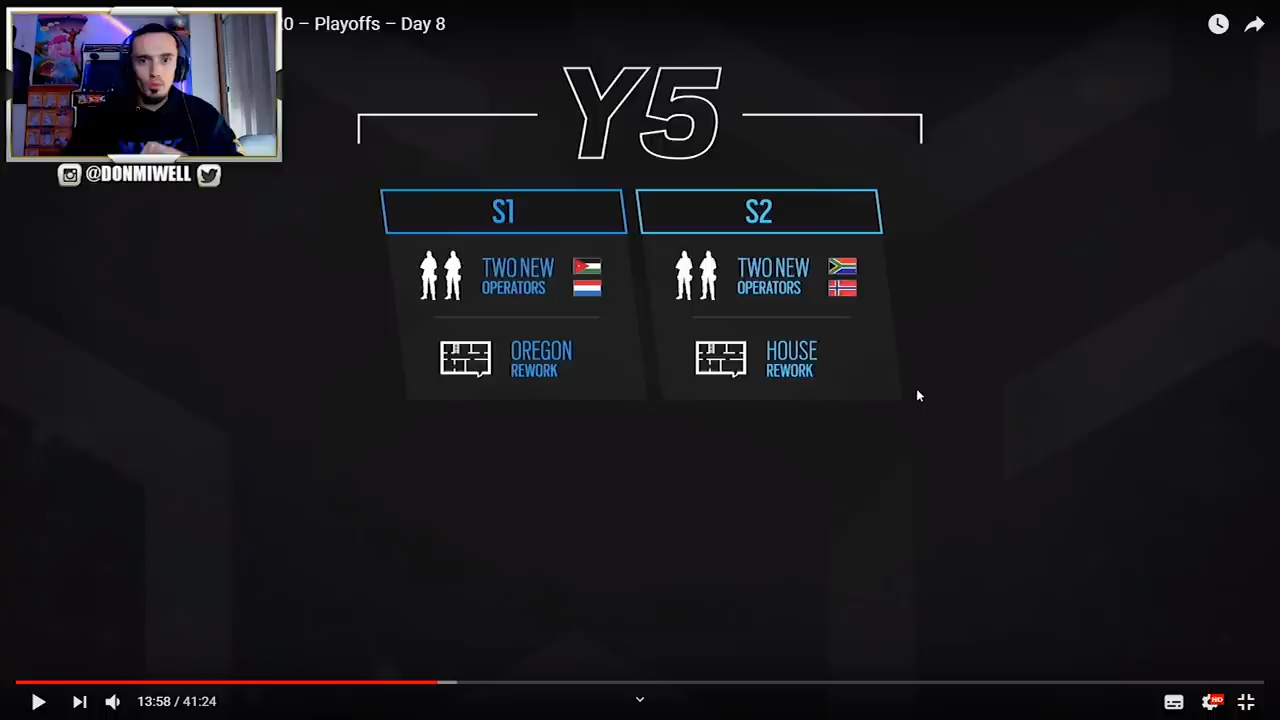 0 – Playoffs – Day 8
@DONMIWELL
Y5
S1
S2
TWO NEW
OPERATORS
TWO NEW
OPERATORS
OREGON
REWORK
HOUSE
REWORK
13:58 / 41:24
HD